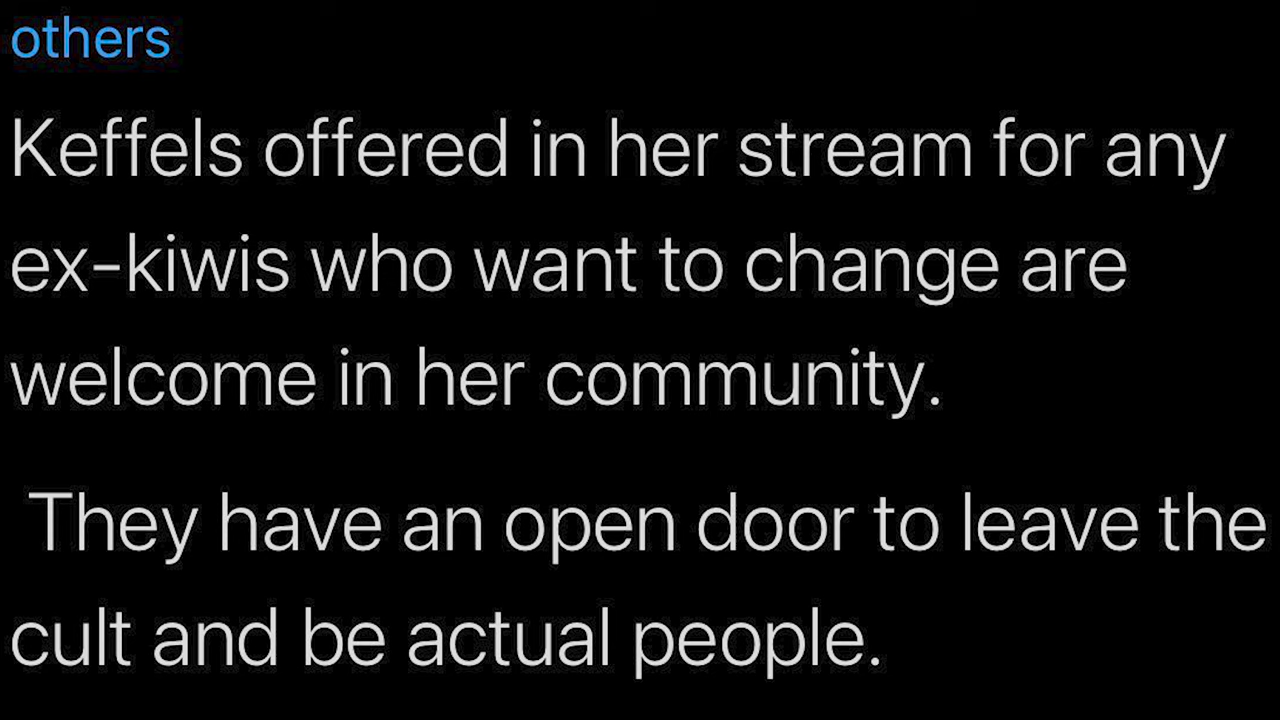 others
Keffels offered in her stream for any
ex-kiwis who want to change are
welcome in her community.
They have an open door to leave the
cult and be actual people.